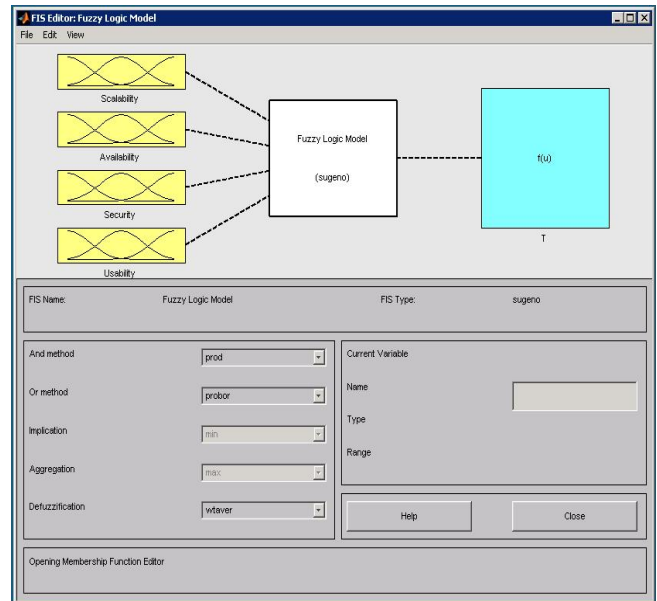 FIS Editor: Fuzzy Logic Model
File Edit View
Scalability
Availability
Security
Usability
Fuzzy Logic Model
(sugeno)
f(u)
T
FIS Name: Fuzzy Logic Model FIS Type: sugeno
And method prod
Or method probor
Implication min
Aggregation max
Defuzzification wtaver
Current Variable
Name
Type
Range
Help Close
Opening Membership Function Editor